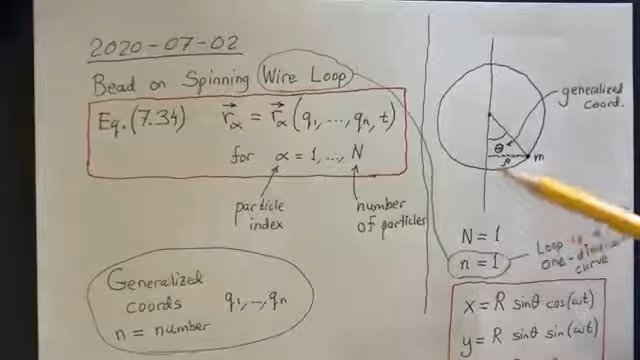 2020-07-02
Bead on Spinning Wire Loop
Eq. (7.34) r⃗α = r⃗α (q₁, ..., qₙ, t)
for α = 1, ..., N
particle index
number of particles
Generalized
coords q₁, ..., qₙ
n = number
generalized
coord.
θ
ρ
m
N = 1
n = 1
Loop
one-
curve
x = R sinθ cos(ωt)
y = R sinθ sin(ωt)